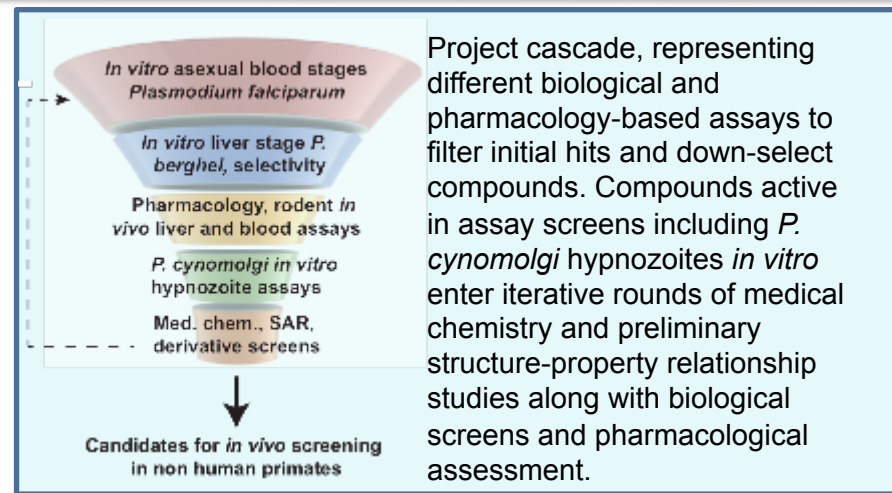 In vitro asexual blood stages
Plasmodium falciparum
In vitro liver stage P.
berghei, selectivity
Pharmacology, rodent in
vivo liver and blood assays
P. cynomolgi in vitro
hypnozoite assays
Med. chem., SAR,
derivative screens
Candidates for in vivo screening
in non human primates
Project cascade, representing
different biological and
pharmacology-based assays to
filter initial hits and down-select
compounds. Compounds active
in assay screens including P.
cynomolgi hypnozoites in vitro
enter iterative rounds of medical
chemistry and preliminary
structure-property relationship
studies along with biological
screens and pharmacological
assessment.